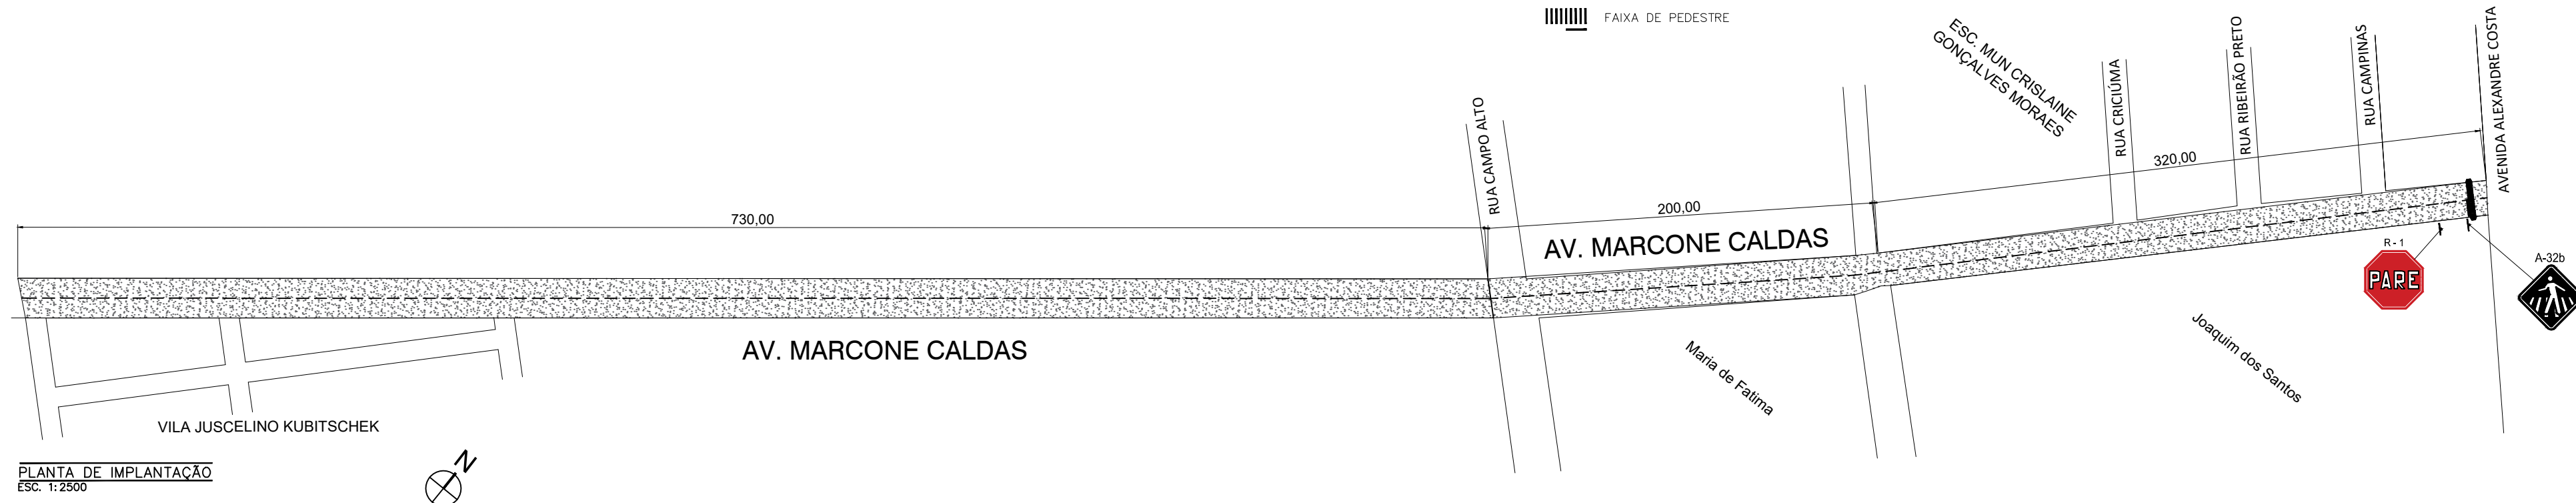 FAIXA DE PEDESTRE
ESC. MUN CRISLAINE
GONÇALVES MORAES
RUA CAMPO ALTO
RUA CRICIÚMA
RUA RIBEIRÃO PRETO
RUA CAMPINAS
AVENIDA ALEXANDRE COSTA
730,00
200,00
320,00
AV. MARCONE CALDAS
AV. MARCONE CALDAS
R - 1
PARE
A-32b
Maria de Fatima
Joaquim dos Santos
VILA JUSCELINO KUBITSCHEK
PLANTA DE IMPLANTAÇÃO
ESC. 1:2500
N